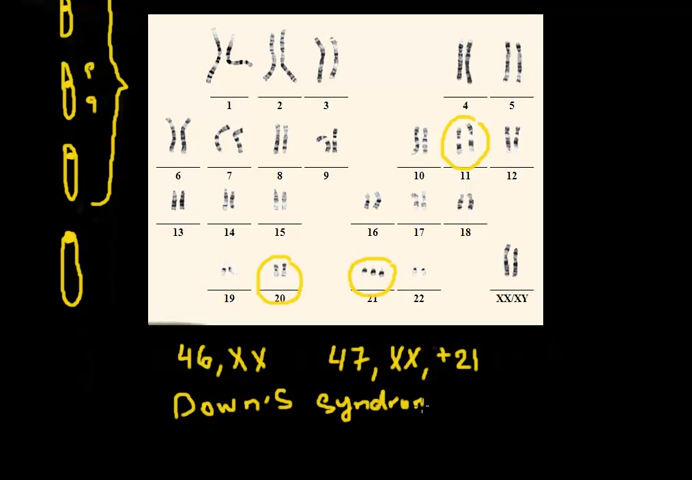 p
q
1 2 3 4 5
6 7 8 9 10 11 12
13 14 15 16 17 18
19 20 21 22 XX/XY
46, XX 47, XX, +21
Down's